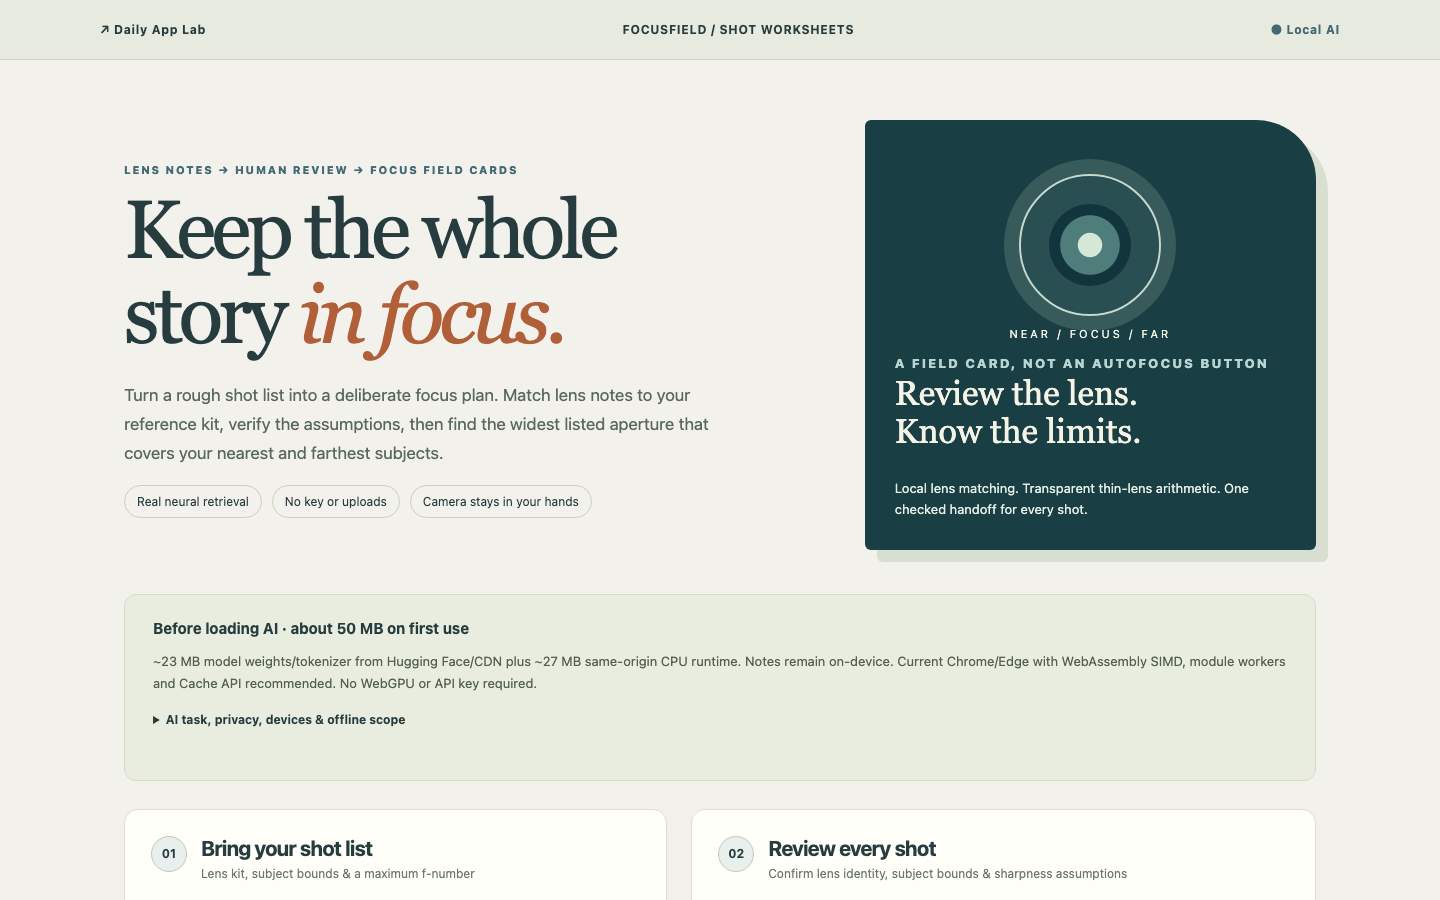 ↗ Daily App Lab
FOCUSFIELD / SHOT WORKSHEETS
Local AI
LENS NOTES → HUMAN REVIEW → FOCUS FIELD CARDS
Keep the whole
story in focus.
Turn a rough shot list into a deliberate focus plan. Match lens notes to your
reference kit, verify the assumptions, then find the widest listed aperture that
covers your nearest and farthest subjects.
Real neural retrieval
No key or uploads
Camera stays in your hands
NEAR / FOCUS / FAR
A FIELD CARD, NOT AN AUTOFOCUS BUTTON
Review the lens.
Know the limits.
Local lens matching. Transparent thin-lens arithmetic. One
checked handoff for every shot.
Before loading AI · about 50 MB on first use
~23 MB model weights/tokenizer from Hugging Face/CDN plus ~27 MB same-origin CPU runtime. Notes remain on-device. Current Chrome/Edge with WebAssembly SIMD, module workers
and Cache API recommended. No WebGPU or API key required.
AI task, privacy, devices & offline scope
01
Bring your shot list
Lens kit, subject bounds & a maximum f-number
02
Review every shot
Confirm lens identity, subject bounds & sharpness assumptions